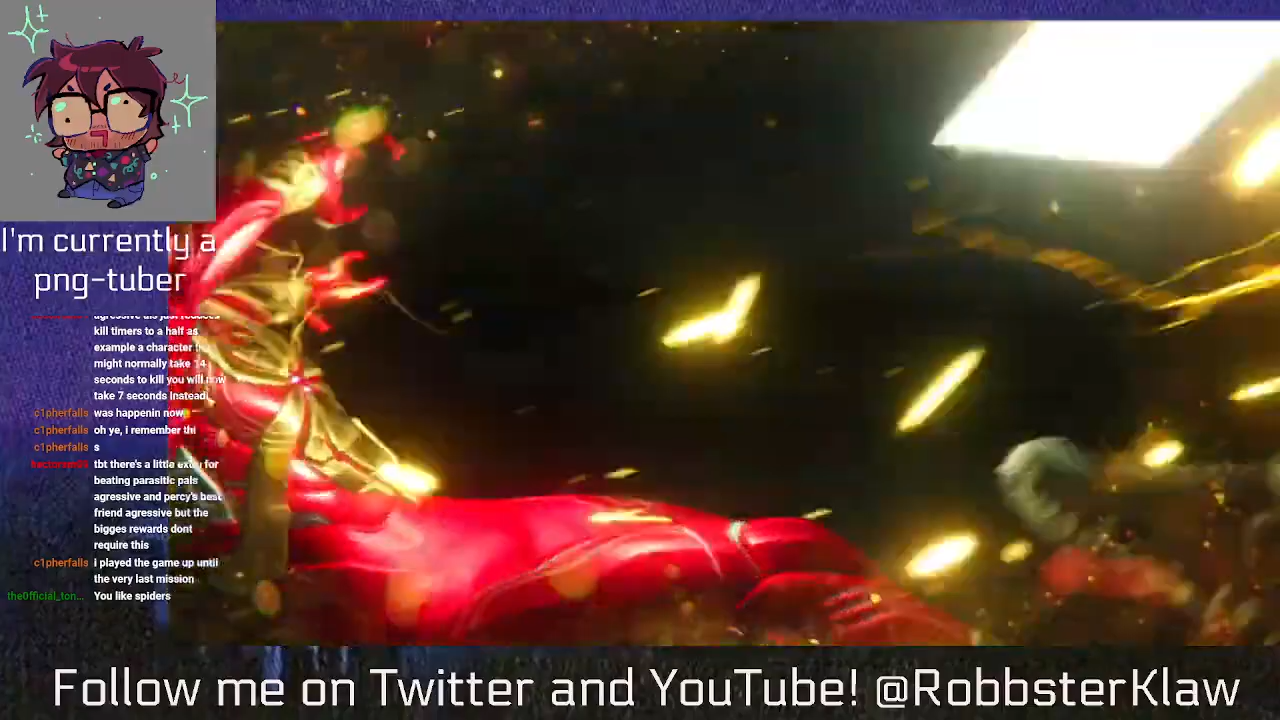 I'm currently a
png-tuber
kill timers to a half as
example a character
might normally take 14
seconds to kill you will now
take 7 seconds instead
c1pherfalls was happenin now
c1pherfalls oh ye, i remember thi
c1pherfalls s
tbt there's a little extra for
beating parasitic pals
agressive and percy's best
friend agressive but the
bigges rewards dont
require this
c1pherfalls i played the game up until
the very last mission
the0fficial_ton... You like spiders
Follow me on Twitter and YouTube! @RobbsterKlaw